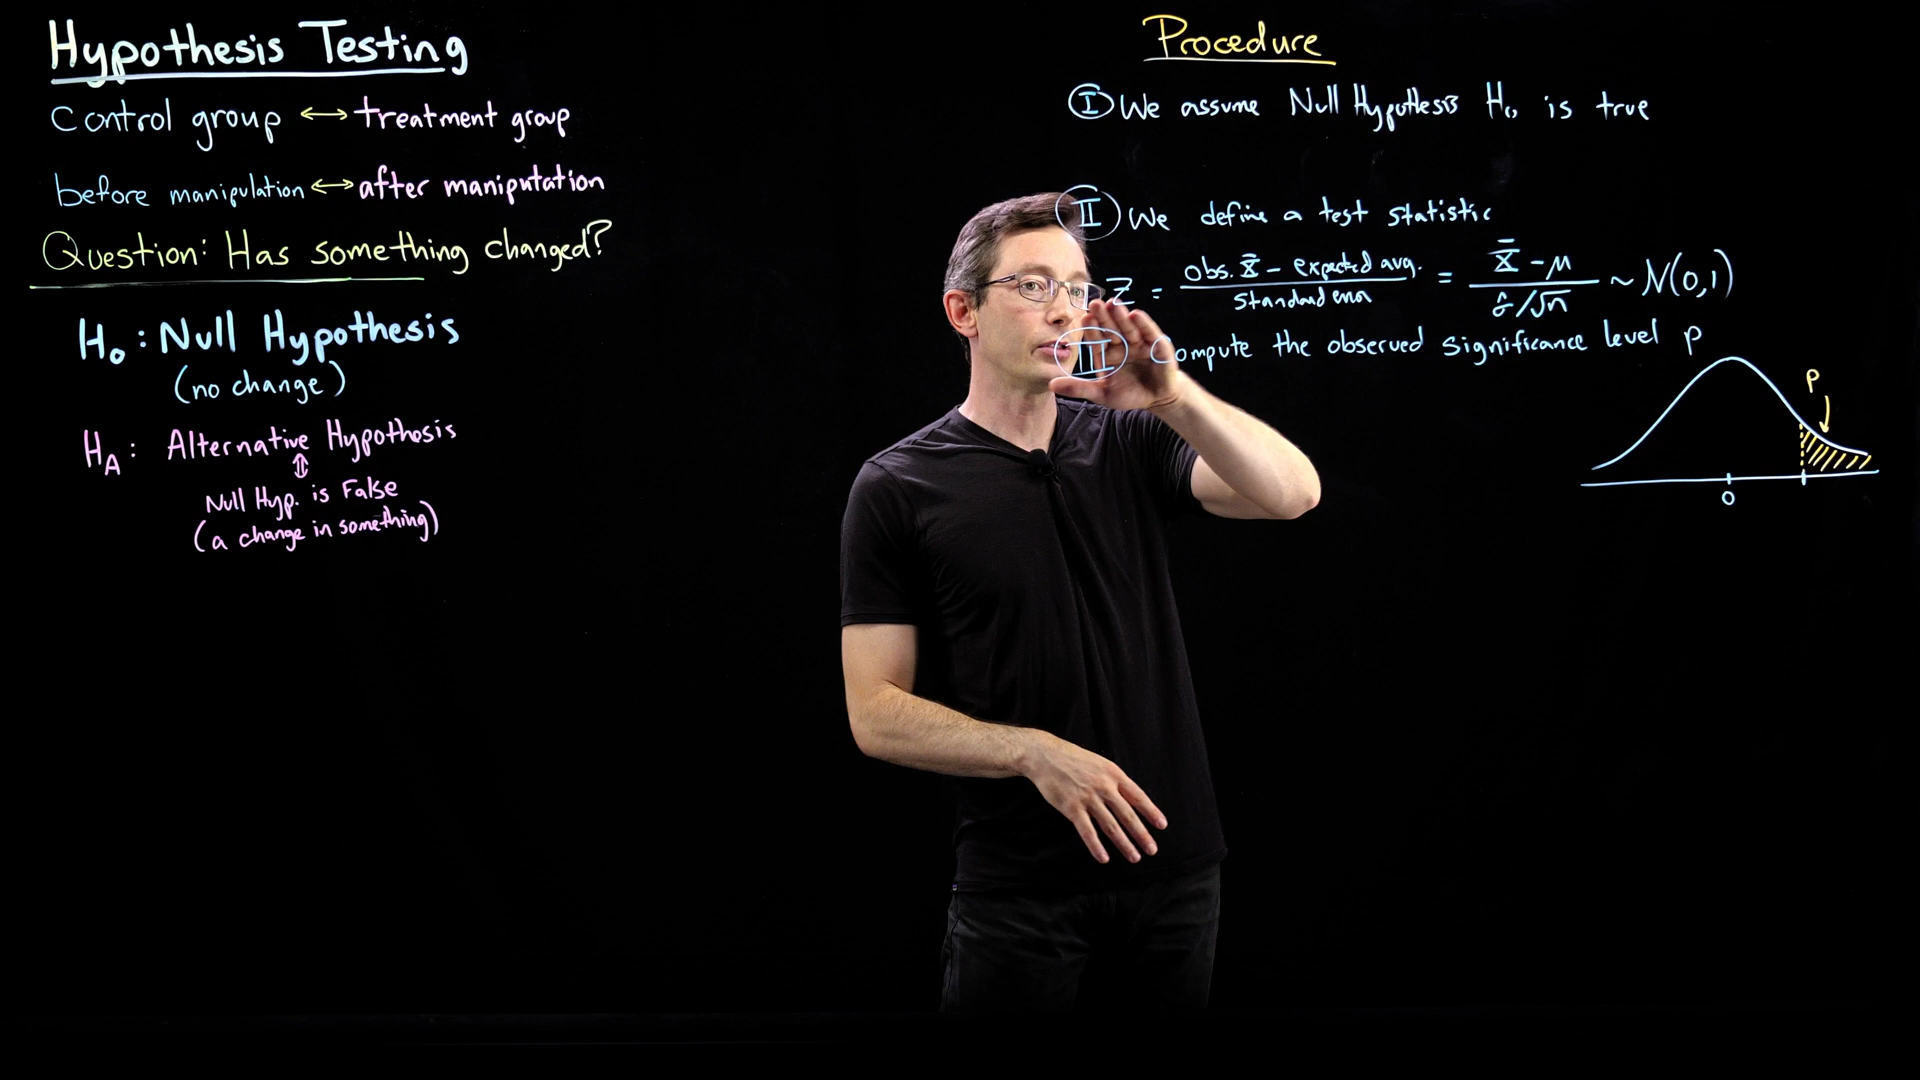 Hypothesis Testing
Control group ↔ treatment group
before manipulation ↔ after manipulation
Question: Has something changed?
H₀ : Null Hypothesis
(no change)
H_A : Alternative Hypothesis
⇕
Null Hyp. is False
(a change in something)
Procedure
Ⅰ We assume Null Hypothesis H₀ is true
Ⅱ We define a test statistic
Z = (obs. x̄ - expected avg.) / (standard error) = (x̄ - μ) / (σ̂/√n) ~ N(0,1)
Ⅲ Compute the observed significance level p
p
0